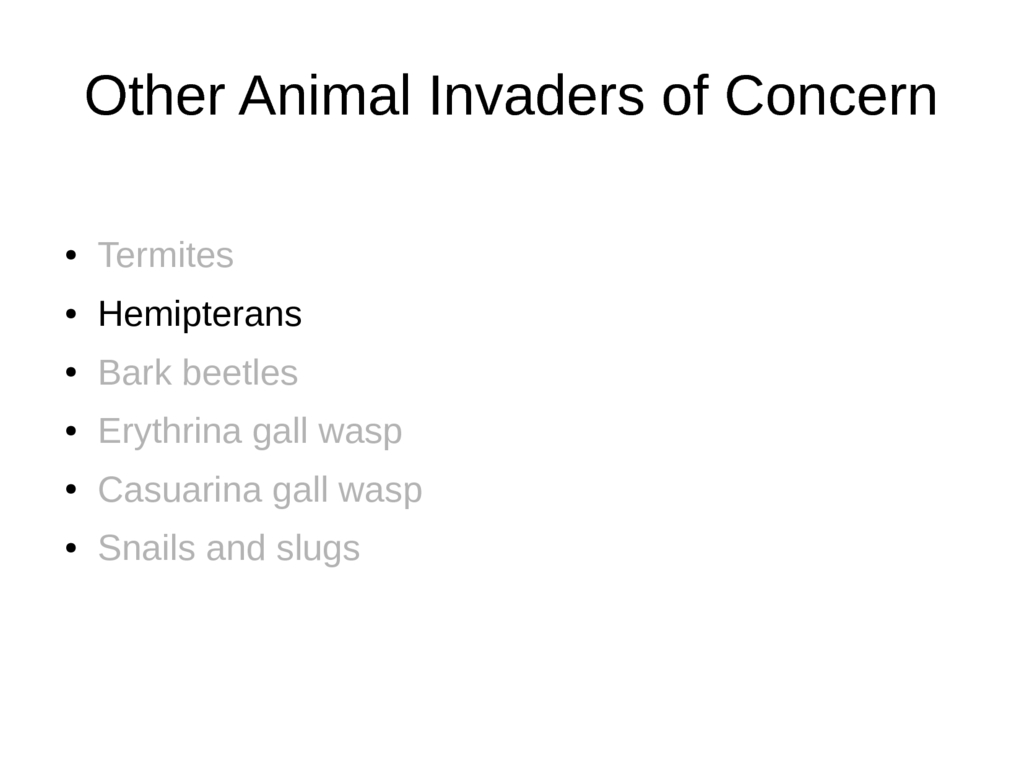 Other Animal Invaders of Concern
• Termites
• Hemipterans
• Bark beetles
• Erythrina gall wasp
• Casuarina gall wasp
• Snails and slugs